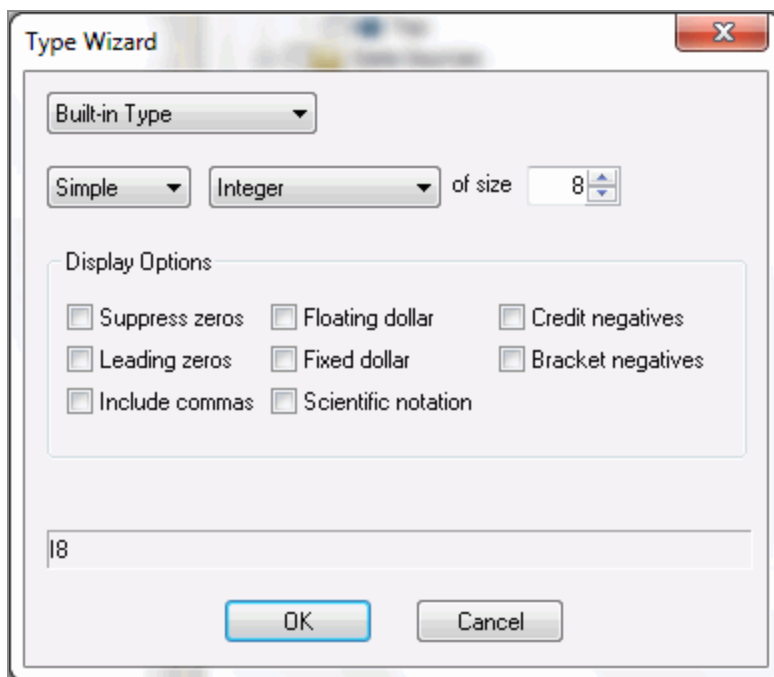 Type Wizard
Built-in Type
Simple Integer of size 8
Display Options
Suppress zeros Floating dollar Credit negatives
Leading zeros Fixed dollar Bracket negatives
Include commas Scientific notation
I8
OK Cancel